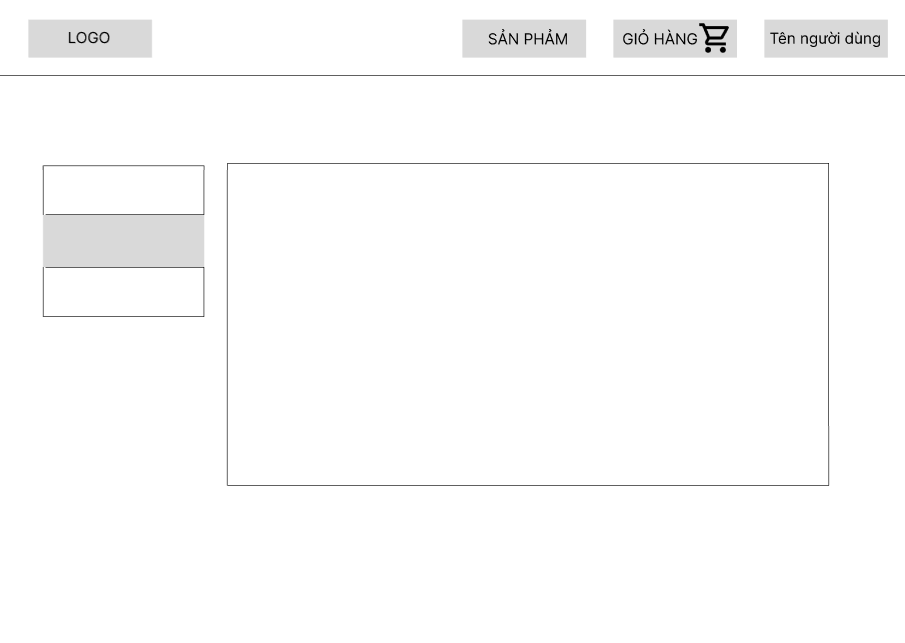 LOGO
SẢN PHẨM
GIỎ HÀNG
Tên người dùng